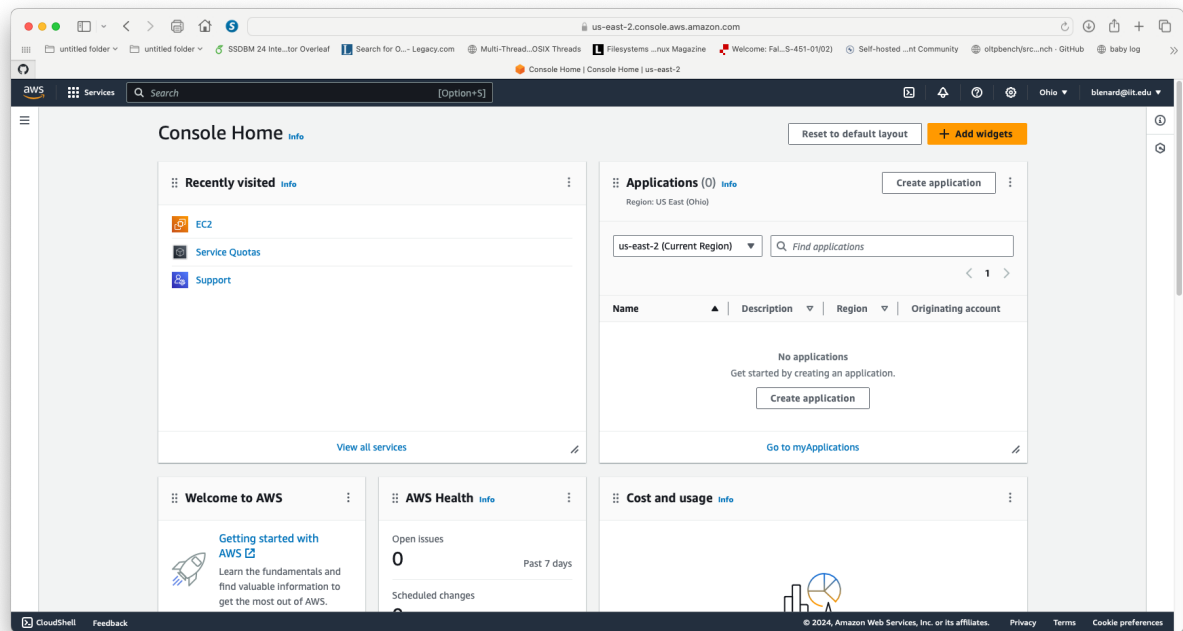 us-east-2.console.aws.amazon.com
untitled folder
untitled folder
SSDBM 24 Inte...tor Overleaf
Search for O...- Legacy.com
Multi-Thread...OSIX Threads
Filesystems ...nux Magazine
Welcome: Fal...S-451-01/02)
Self-hosted ...nt Community
oltpbench/src...nch · GitHub
baby log
Console Home | Console Home | us-east-2
aws
Services
Search
[Option+S]
Ohio
blenard@iit.edu
Console Home Info
Reset to default layout
+ Add widgets
Recently visited Info
EC2
Service Quotas
Support
View all services
Applications (0) Info
Region: US East (Ohio)
Create application
us-east-2 (Current Region)
Find applications
1
Name
Description
Region
Originating account
No applications
Get started by creating an application.
Create application
Go to myApplications
Welcome to AWS
Getting started with
AWS
Learn the fundamentals and
find valuable information to
get the most out of AWS.
AWS Health Info
Open issues
0
Past 7 days
Scheduled changes
Cost and usage Info
CloudShell
Feedback
© 2024, Amazon Web Services, Inc. or its affiliates.
Privacy
Terms
Cookie preferences